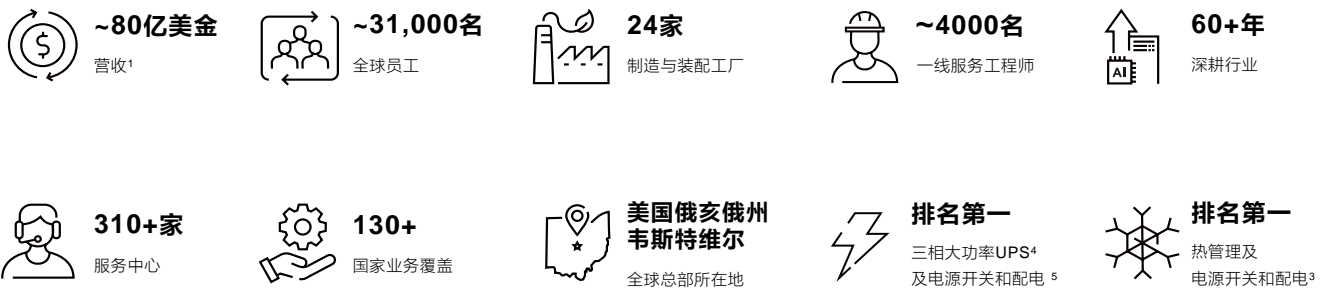 ~80亿美金
营收¹
~31,000名
全球员工
24家
制造与装配工厂
~4000名
一线服务工程师
60+年
深耕行业
AI
310+家
服务中心
130+
国家业务覆盖
美国俄亥俄州
韦斯特维尔
全球总部所在地
排名第一
三相大功率UPS⁴
及电源开关和配电 ⁵
排名第一
热管理及
电源开关和配电³